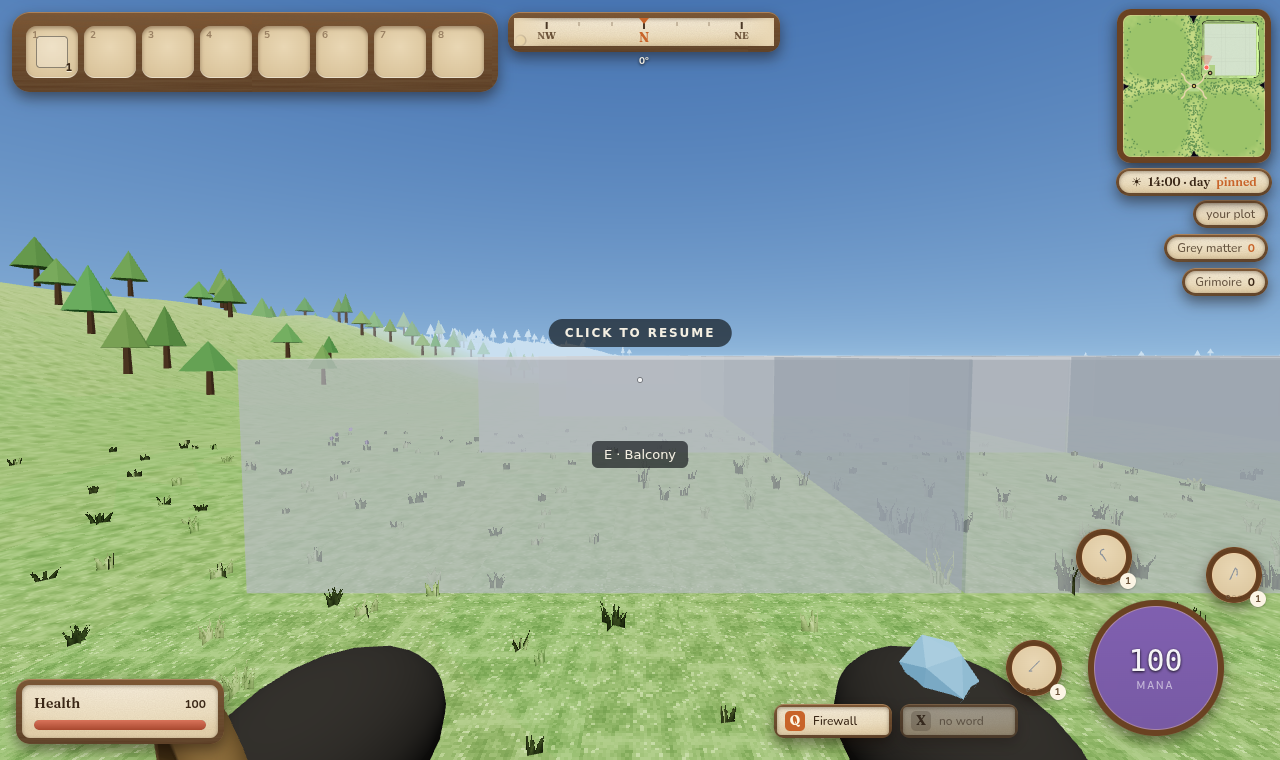 1 2 3 4 5 6 7 8
1
NW N NE
0°
14:00 · day pinned
your plot
Grey matter 0
Grimoire 0
CLICK TO RESUME
E · Balcony
1
1
1
100
MANA
Health 100
Q Firewall
X no word